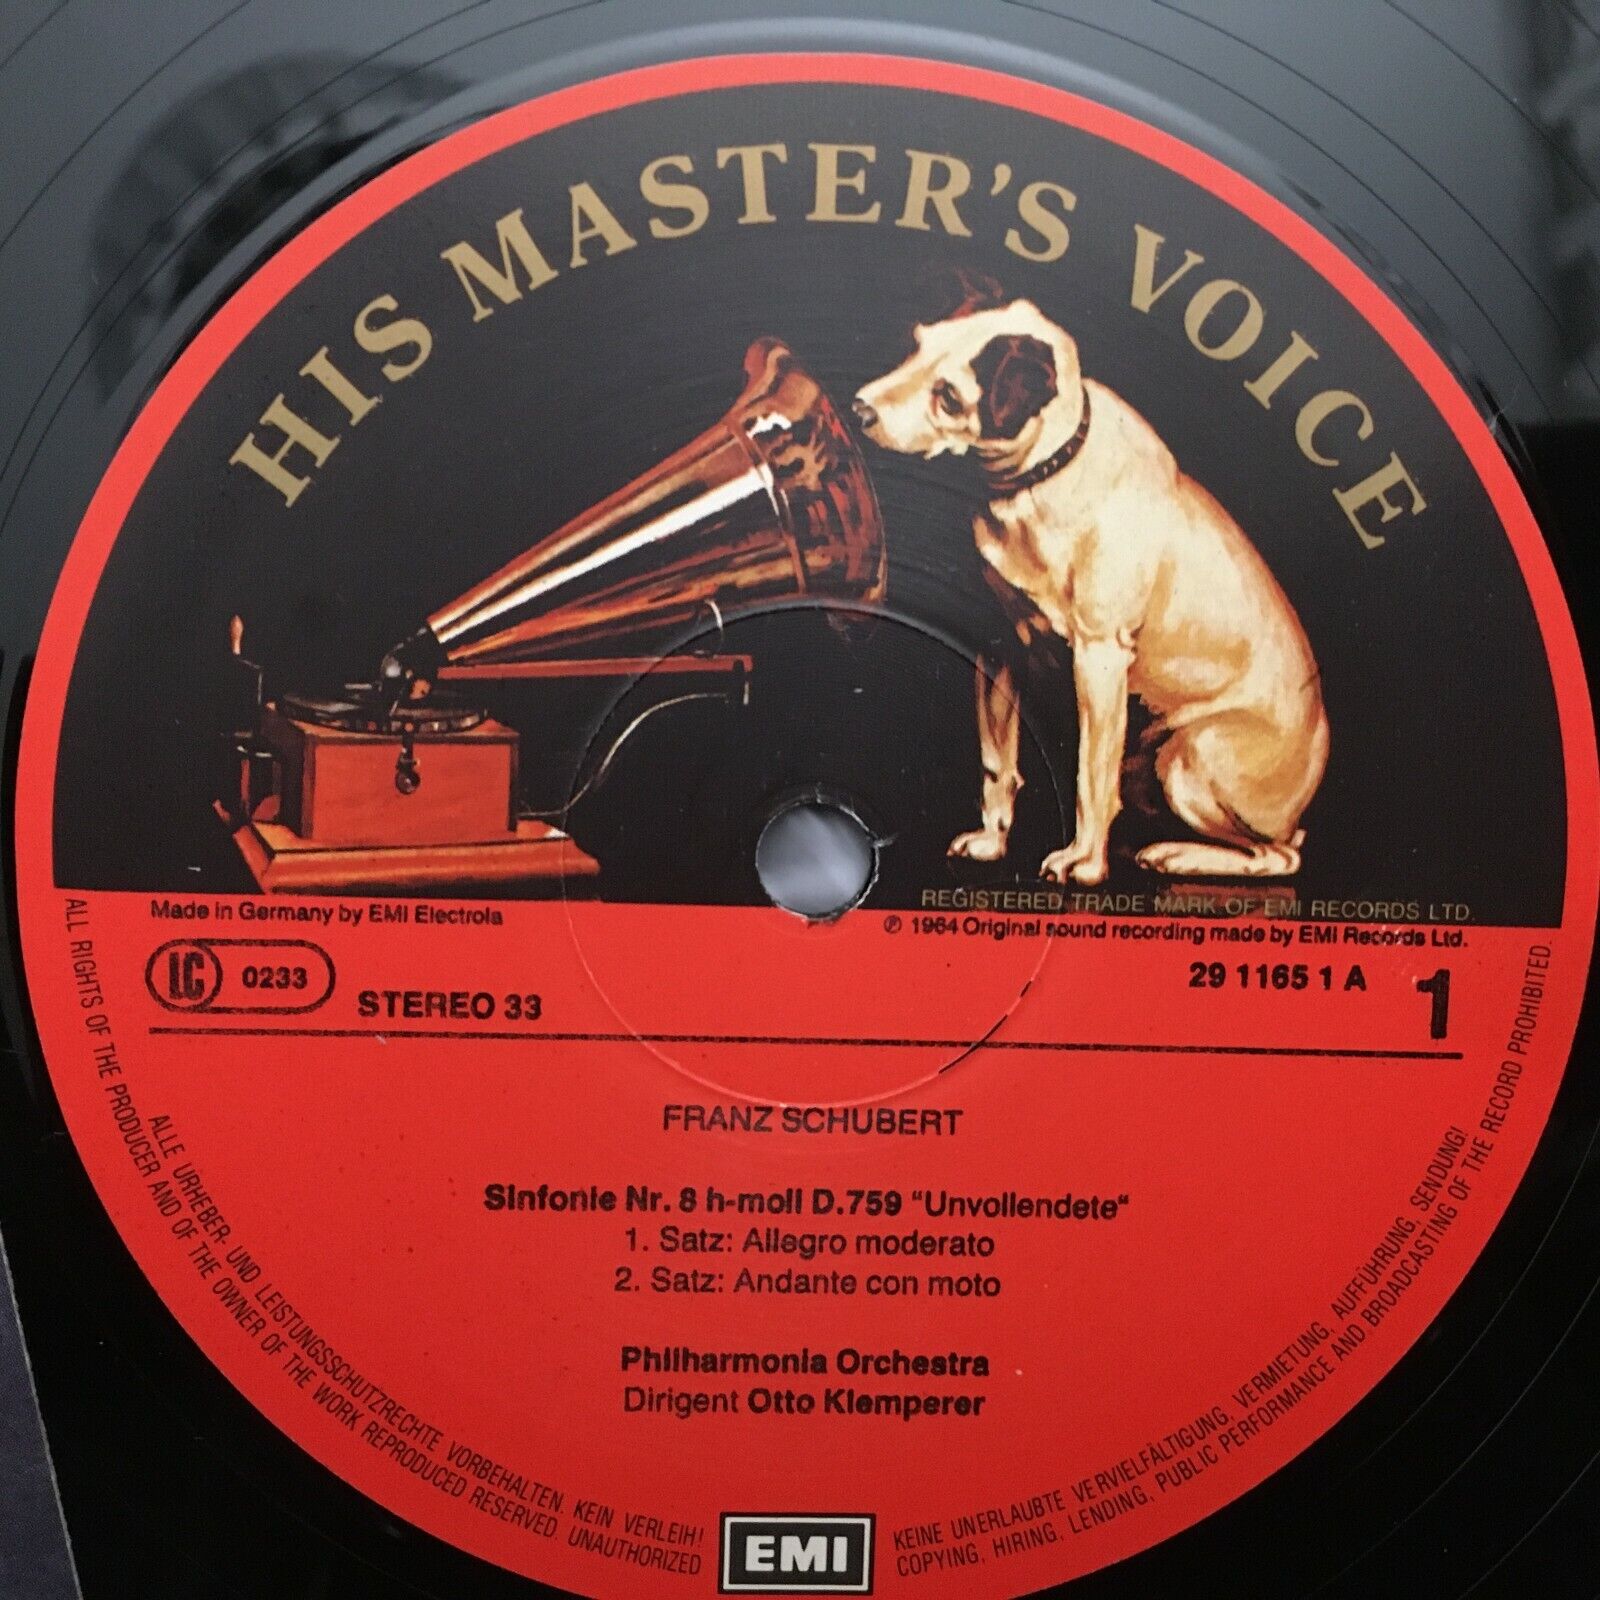 HIS MASTER'S VOICE
REGISTERED TRADE MARK OF EMI RECORDS LTD.
Made in Germany by EMI Electrola
℗ 1964 Original sound recording made by EMI Records Ltd.
LC 0233
STEREO 33
29 1165 1 A
1
FRANZ SCHUBERT
Sinfonie Nr. 8 h-moll D.759 "Unvollendete"
1. Satz: Allegro moderato
2. Satz: Andante con moto
Philharmonia Orchestra
Dirigent Otto Klemperer
ALL RIGHTS OF THE PRODUCER AND OF THE OWNER OF THE WORK REPRODUCED RESERVED. UNAUTHORIZED
COPYING, HIRING, LENDING, PUBLIC PERFORMANCE AND BROADCASTING OF THE RECORD PROHIBITED.
ALLE URHEBER- UND LEISTUNGSSCHUTZRECHTE VORBEHALTEN. KEIN VERLEIH!
KEINE UNERLAUBTE VERVIELFÄLTIGUNG, VERMIETUNG, AUFFÜHRUNG, SENDUNG!
EMI